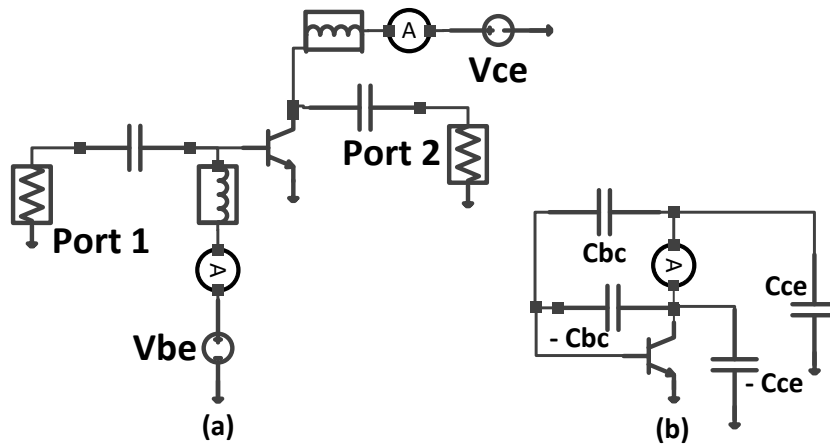 A
Vce
Port 2
Port 1
A
Vbe
(a)
Cbc
A
Cce
- Cbc
- Cce
(b)